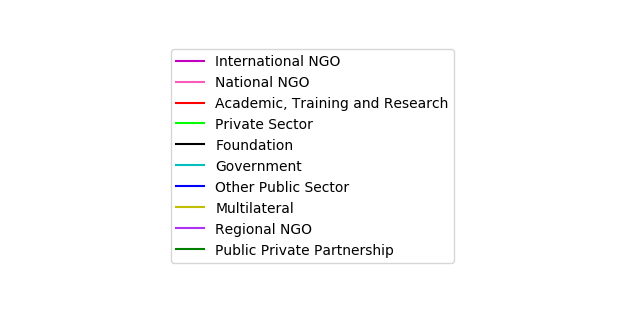 International NGO
National NGO
Academic, Training and Research
Private Sector
Foundation
Government
Other Public Sector
Multilateral
Regional NGO
Public Private Partnership